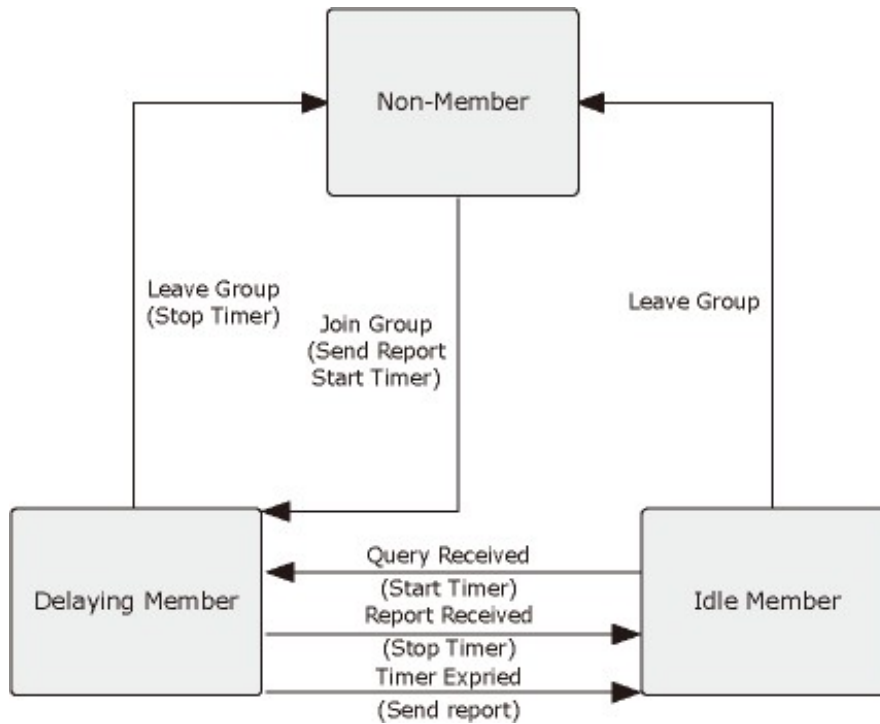 Non-Member
Leave Group
(Stop Timer)
Join Group
(Send Report
Start Timer)
Leave Group
Delaying Member
Query Received
(Start Timer)
Report Received
(Stop Timer)
Timer Expried
(Send report)
Idle Member